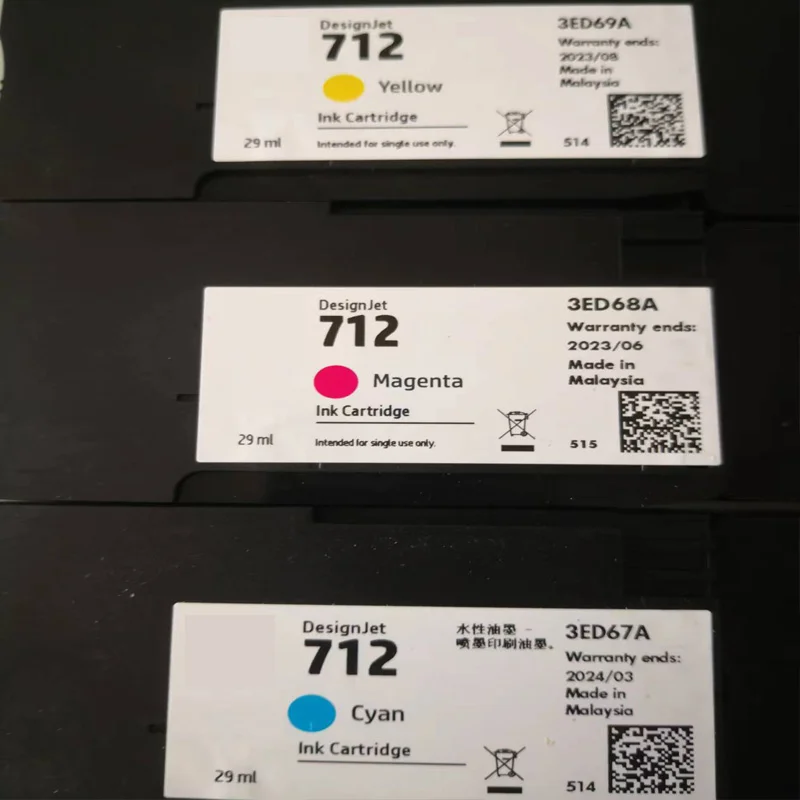 DesignJet
712
Yellow
Ink Cartridge
29 ml
Intended for single use only.
3ED69A
Warranty ends:
2023/08
Made in
Malaysia
514
DesignJet
712
Magenta
Ink Cartridge
29 ml
Intended for single use only.
3ED68A
Warranty ends:
2023/06
Made in
Malaysia
515
DesignJet
712
Cyan
Ink Cartridge
29 ml
水性油墨 -
喷墨印刷油墨。
3ED67A
Warranty ends:
2024/03
Made in
Malaysia
514